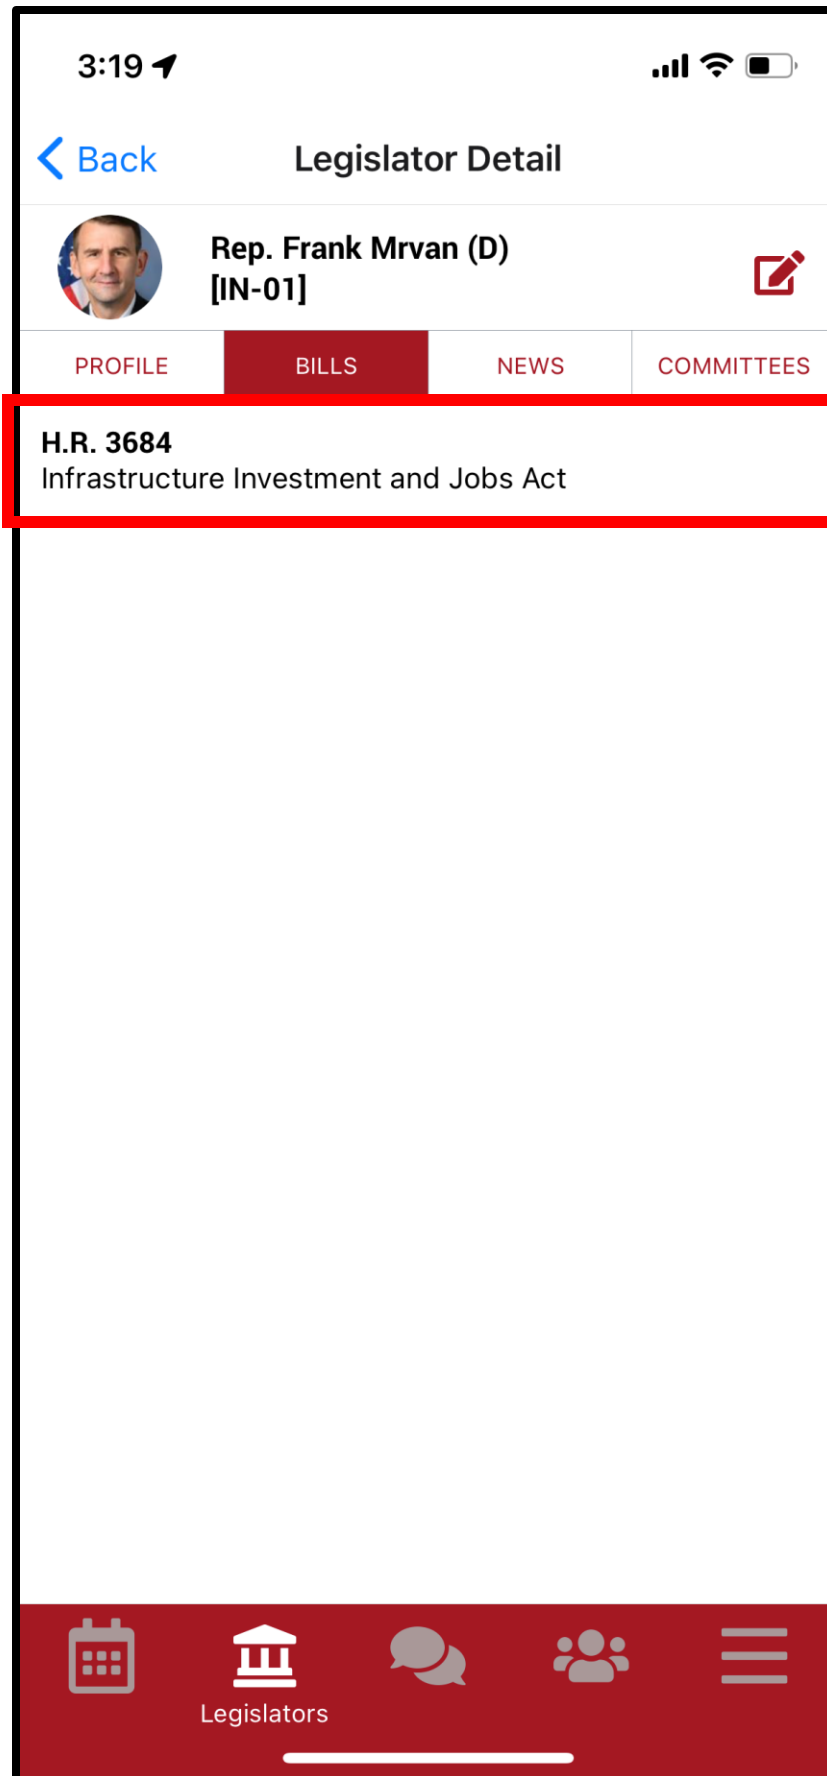 3:19
Back
Legislator Detail
Rep. Frank Mrvan (D)
[IN-01]
PROFILE
BILLS
NEWS
COMMITTEES
H.R. 3684
Infrastructure Investment and Jobs Act
Legislators